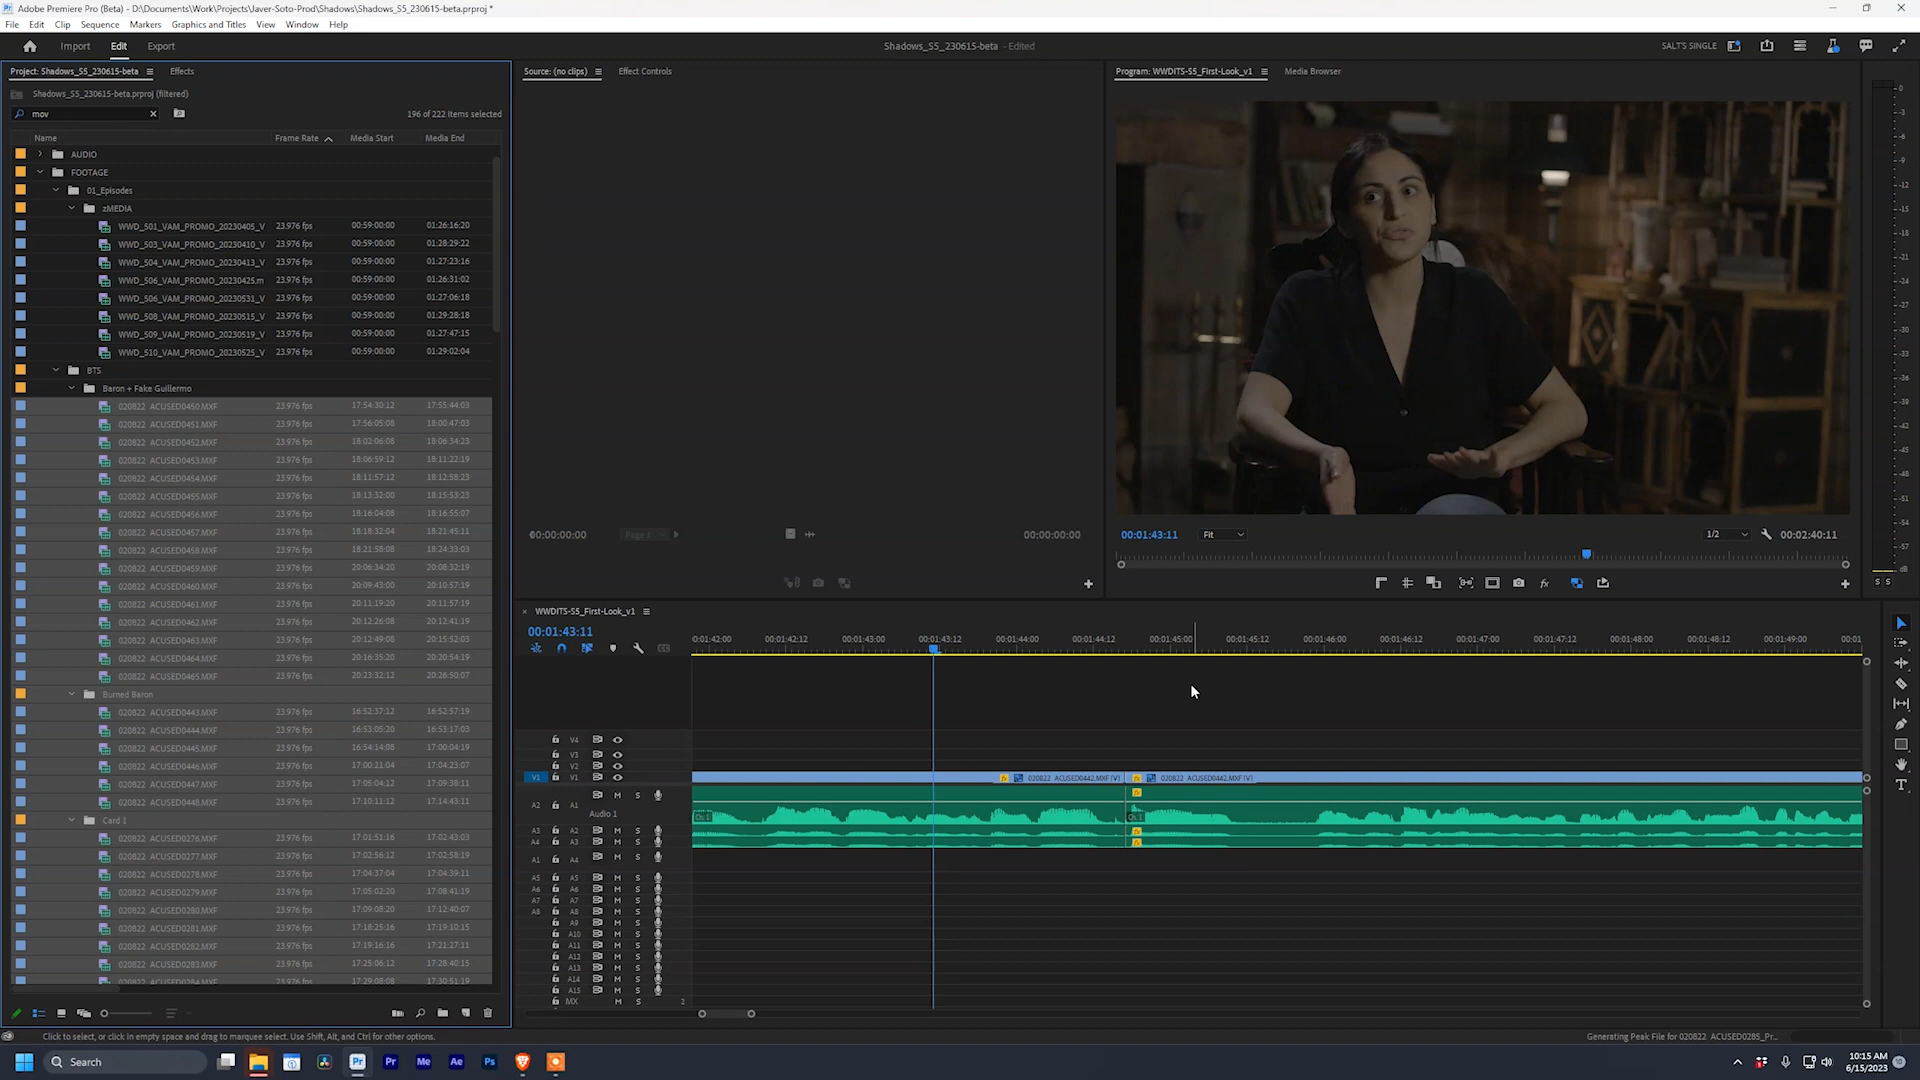 Adobe Premiere Pro (Beta) - D:\Documents\Work\Projects\Javer-Soto-Prod\Shadows\Shadows_S5_230615-beta.prproj *
File Edit Clip Sequence Markers Graphics and Titles View Window Help
Import Edit Export
Shadows_S5_230615-beta - Edited
SALT'S SINGLE
Project: Shadows_S5_230615-beta
Effects
Shadows_S5_230615-beta.prproj (filtered)
mov
196 of 222 items selected
Name Frame Rate Media Start Media End
AUDIO
FOOTAGE
01_Episodes
zMEDIA
WWD_501_VAM_PROMO_20230405_V 23.976 fps 00:59:00:00 01:26:16:20
WWD_503_VAM_PROMO_20230410_V 23.976 fps 00:59:00:00 01:28:29:22
WWD_504_VAM_PROMO_20230413_V 23.976 fps 00:59:00:00 01:27:23:16
WWD_506_VAM_PROMO_20230425.m 23.976 fps 00:59:00:00 01:26:31:02
WWD_506_VAM_PROMO_20230531_V 23.976 fps 00:59:00:00 01:27:06:18
WWD_508_VAM_PROMO_20230515_V 23.976 fps 00:59:00:00 01:29:28:18
WWD_509_VAM_PROMO_20230519_V 23.976 fps 00:59:00:00 01:27:47:15
WWD_510_VAM_PROMO_20230525_V 23.976 fps 00:59:00:00 01:29:02:04
BTS
Baron + Fake Guillermo
020822_ACUSED0450.MXF 23.976 fps 17:54:30:12 17:55:44:03
020822_ACUSED0451.MXF 23.976 fps 17:56:05:08 18:00:47:03
020822_ACUSED0452.MXF 23.976 fps 18:02:06:08 18:06:34:23
020822_ACUSED0453.MXF 23.976 fps 18:06:59:12 18:11:22:19
020822_ACUSED0454.MXF 23.976 fps 18:11:57:12 18:12:58:23
020822_ACUSED0455.MXF 23.976 fps 18:13:32:00 18:15:53:23
020822_ACUSED0456.MXF 23.976 fps 18:16:04:08 18:16:55:07
020822_ACUSED0457.MXF 23.976 fps 18:18:32:04 18:21:45:11
020822_ACUSED0458.MXF 23.976 fps 18:21:58:08 18:24:33:03
020822_ACUSED0459.MXF 23.976 fps 20:06:34:20 20:08:32:19
020822_ACUSED0460.MXF 23.976 fps 20:09:43:00 20:10:57:19
020822_ACUSED0461.MXF 23.976 fps 20:11:19:20 20:11:57:19
020822_ACUSED0462.MXF 23.976 fps 20:12:26:08 20:12:41:19
020822_ACUSED0463.MXF 23.976 fps 20:12:49:08 20:15:52:03
020822_ACUSED0464.MXF 23.976 fps 20:16:35:20 20:20:54:19
020822_ACUSED0465.MXF 23.976 fps 20:23:32:12 20:26:50:07
Burned Baron
020822_ACUSED0443.MXF 23.976 fps 16:52:37:12 16:52:57:19
020822_ACUSED0444.MXF 23.976 fps 16:53:05:20 16:53:17:03
020822_ACUSED0445.MXF 23.976 fps 16:54:14:08 17:00:04:19
020822_ACUSED0446.MXF 23.976 fps 17:00:21:04 17:04:23:07
020822_ACUSED0447.MXF 23.976 fps 17:05:04:12 17:09:38:11
020822_ACUSED0448.MXF 23.976 fps 17:10:11:12 17:14:43:11
Card 1
020822_ACUSED0276.MXF 23.976 fps 17:01:51:16 17:02:43:03
020822_ACUSED0277.MXF 23.976 fps 17:02:56:12 17:02:58:19
020822_ACUSED0278.MXF 23.976 fps 17:04:37:04 17:04:39:11
020822_ACUSED0279.MXF 23.976 fps 17:05:02:20 17:08:41:19
020822_ACUSED0280.MXF 23.976 fps 17:09:08:20 17:12:40:07
020822_ACUSED0281.MXF 23.976 fps 17:18:25:16 17:19:10:15
020822_ACUSED0282.MXF 23.976 fps 17:19:16:16 17:21:27:11
020822_ACUSED0283.MXF 23.976 fps 17:25:06:12 17:28:40:15
020822_ACUSED0284.MXF 23.976 fps 17:29:08:08 17:30:51:19
Source: (no clips)
Effect Controls
00:00:00:00
Page 1
00:00:00:00
Program: WWDITS-S5_First-Look_v1
Media Browser
00:01:43:11
Fit
1/2
00:02:40:11
0
-3
-6
-9
-12
-15
-18
-21
-24
-27
-30
-33
-36
-39
-42
-45
-48
-51
-54
-57
dB
S S
WWDITS-S5_First-Look_v1
00:01:43:11
0:01:42:00 00:01:42:12 00:01:43:00 00:01:43:12 00:01:44:00 00:01:44:12 00:01:45:00 00:01:45:12 00:01:46:00 00:01:46:12 00:01:47:00 00:01:47:12 00:01:48:00 00:01:48:12 00:01:49:00 00:01
V4
V3
V2
V1 V1
fx 020822_ACUSED0442.MXF [V] fx 020822_ACUSED0442.MXF [V]
M S
A2 A1
Audio 1
Ch. 1 Ch. 1
A3 A2 M S
A4 A3 M S
A1 A4 M S
A5 A5 M S
A6 A6 M S
A7 A7 M S
A8 A8 M S
A9 M S
A10 M S
A11 M S
A12 M S
A13 M S
A14 M S
A15 M S
MX M S 2
Click to select, or click in empty space and drag to marquee select. Use Shift, Alt, and Ctrl for other options.
Generating Peak File for 020822_ACUSED0285_Pr...
Search
Pr
Pr
Me
Ae
Ps
10:15 AM
6/15/2023